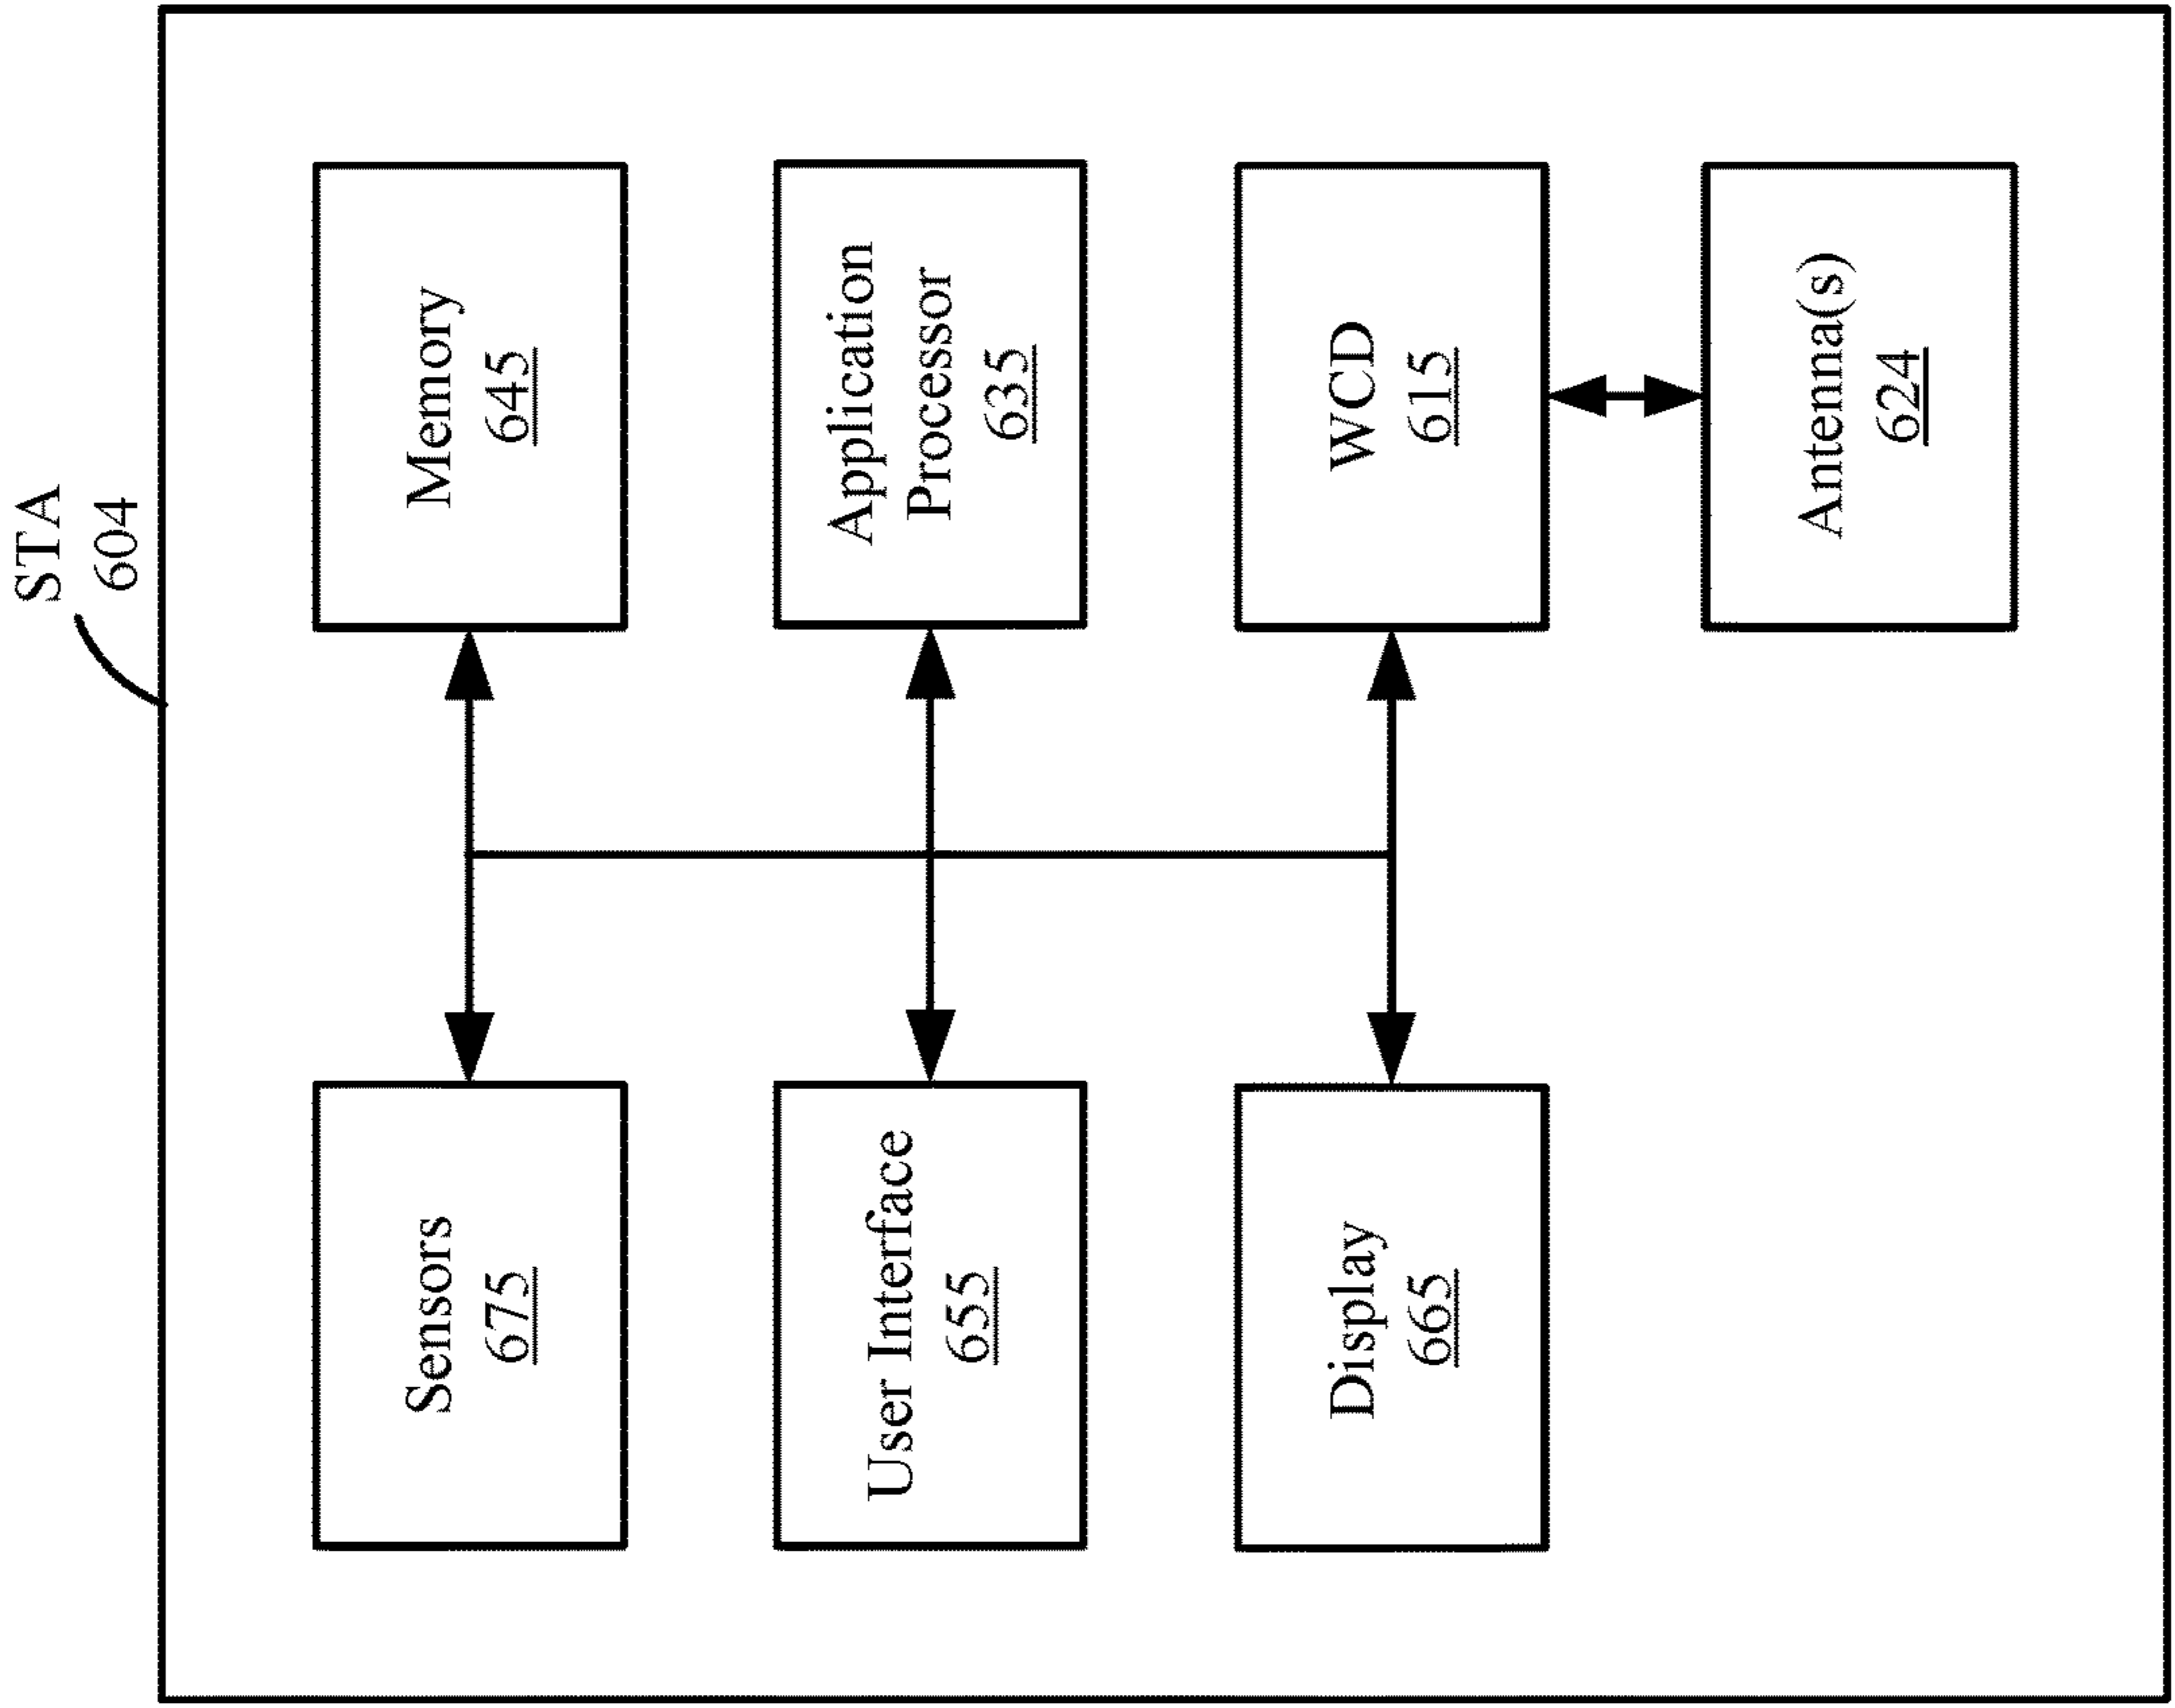 STA
604
Sensors
675
Memory
645
User Interface
655
Application
Processor
635
Display
665
WCD
615
Antenna(s)
624